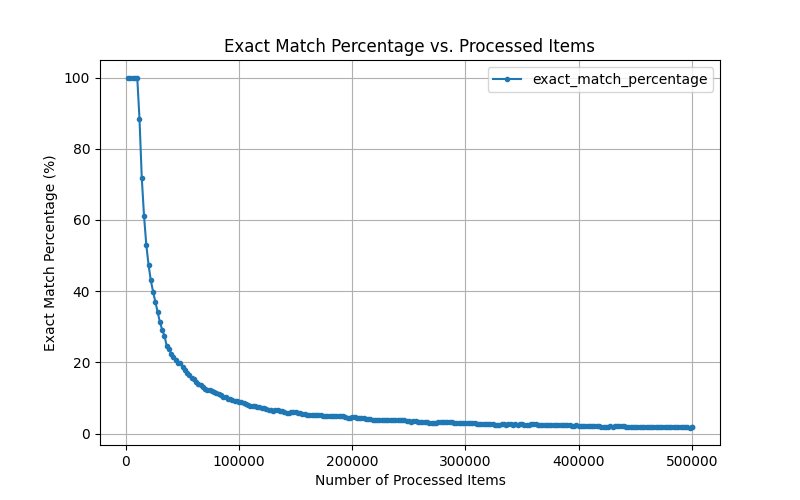 Exact Match Percentage vs. Processed Items
exact_match_percentage
100
80
60
40
20
0
Exact Match Percentage (%)
0 100000 200000 300000 400000 500000
Number of Processed Items